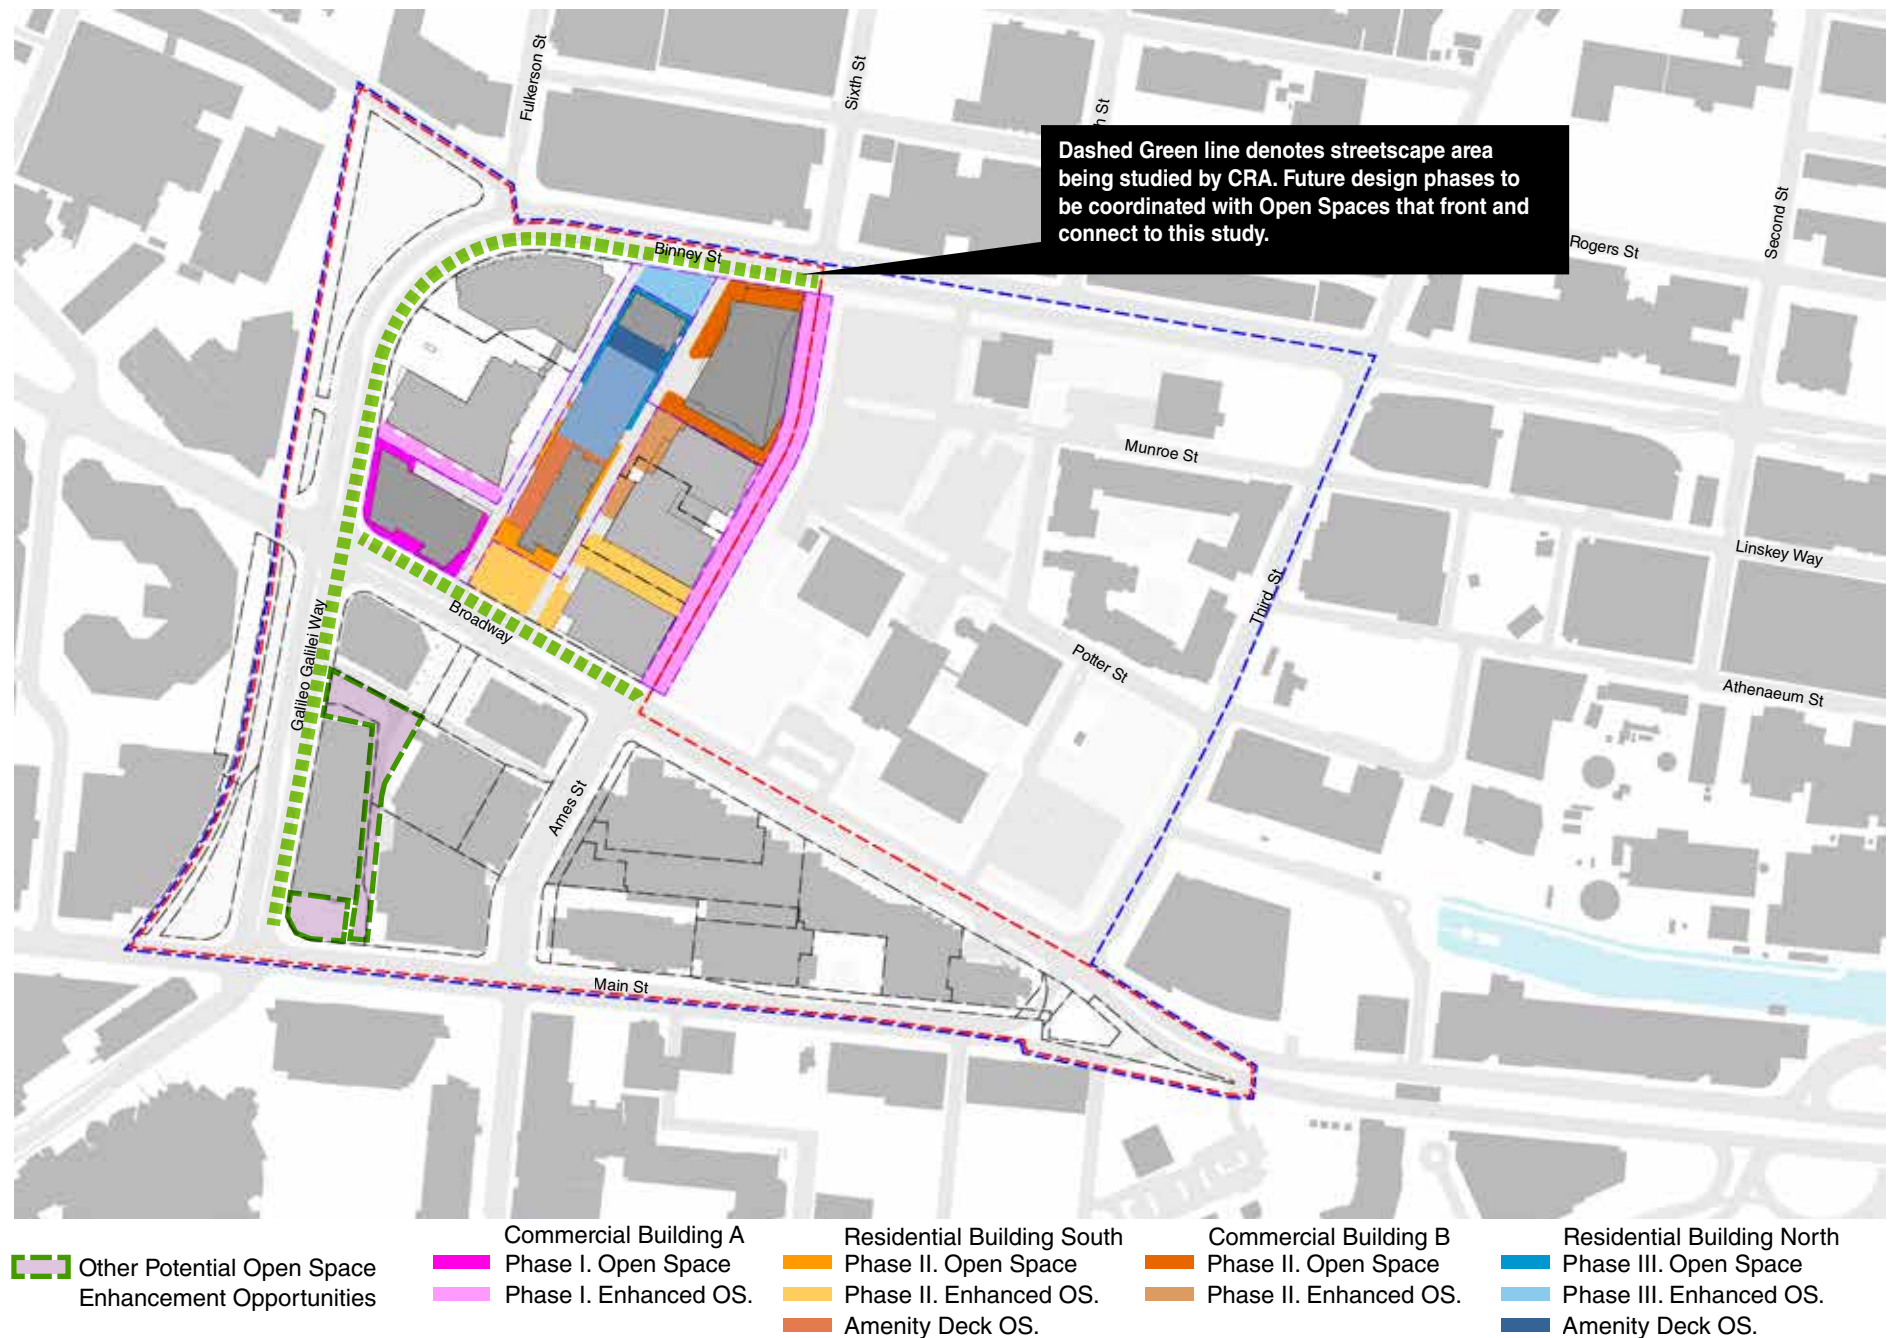 Fulkerson St
Sixth St
h St
Dashed Green line denotes streetscape area
being studied by CRA. Future design phases to
be coordinated with Open Spaces that front and
connect to this study.
Second St
Rogers St
Binney St
Munroe St
Linskey Way
Third St
Broadway
Galileo Galilei Way
Potter St
Athenaeum St
Ames St
Main St
Other Potential Open Space
Enhancement Opportunities
Commercial Building A
Phase I. Open Space
Phase I. Enhanced OS.
Residential Building South
Phase II. Open Space
Phase II. Enhanced OS.
Amenity Deck OS.
Commercial Building B
Phase II. Open Space
Phase II. Enhanced OS.
Residential Building North
Phase III. Open Space
Phase III. Enhanced OS.
Amenity Deck OS.